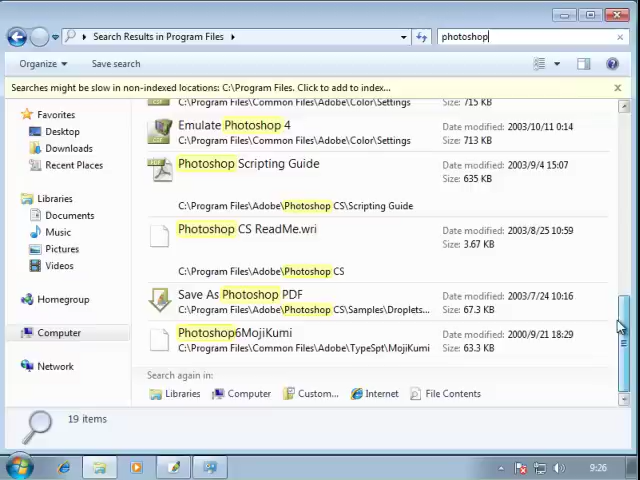 Search Results in Program Files
photoshop
Organize
Save search
Searches might be slow in non-indexed locations: C:\Program Files. Click to add to index...
C:\Program Files\Common Files\Adobe\Color\Settings
Size: 715 KB
Emulate Photoshop 4
Date modified: 2003/10/11 0:14
C:\Program Files\Common Files\Adobe\Color\Settings
Size: 713 KB
Photoshop Scripting Guide
Date modified: 2003/9/4 15:07
Size: 635 KB
C:\Program Files\Adobe\Photoshop CS\Scripting Guide
Photoshop CS ReadMe.wri
Date modified: 2003/8/25 10:59
Size: 3.67 KB
C:\Program Files\Adobe\Photoshop CS
Save As Photoshop PDF
Date modified: 2003/7/24 10:16
C:\Program Files\Adobe\Photoshop CS\Samples\Droplets...
Size: 67.3 KB
Photoshop6MojiKumi
Date modified: 2000/9/21 18:29
C:\Program Files\Common Files\Adobe\TypeSpt\MojiKumi
Size: 63.3 KB
Search again in:
Libraries
Computer
Custom...
Internet
File Contents
Favorites
Desktop
Downloads
Recent Places
Libraries
Documents
Music
Pictures
Videos
Homegroup
Computer
Network
19 items
9:26